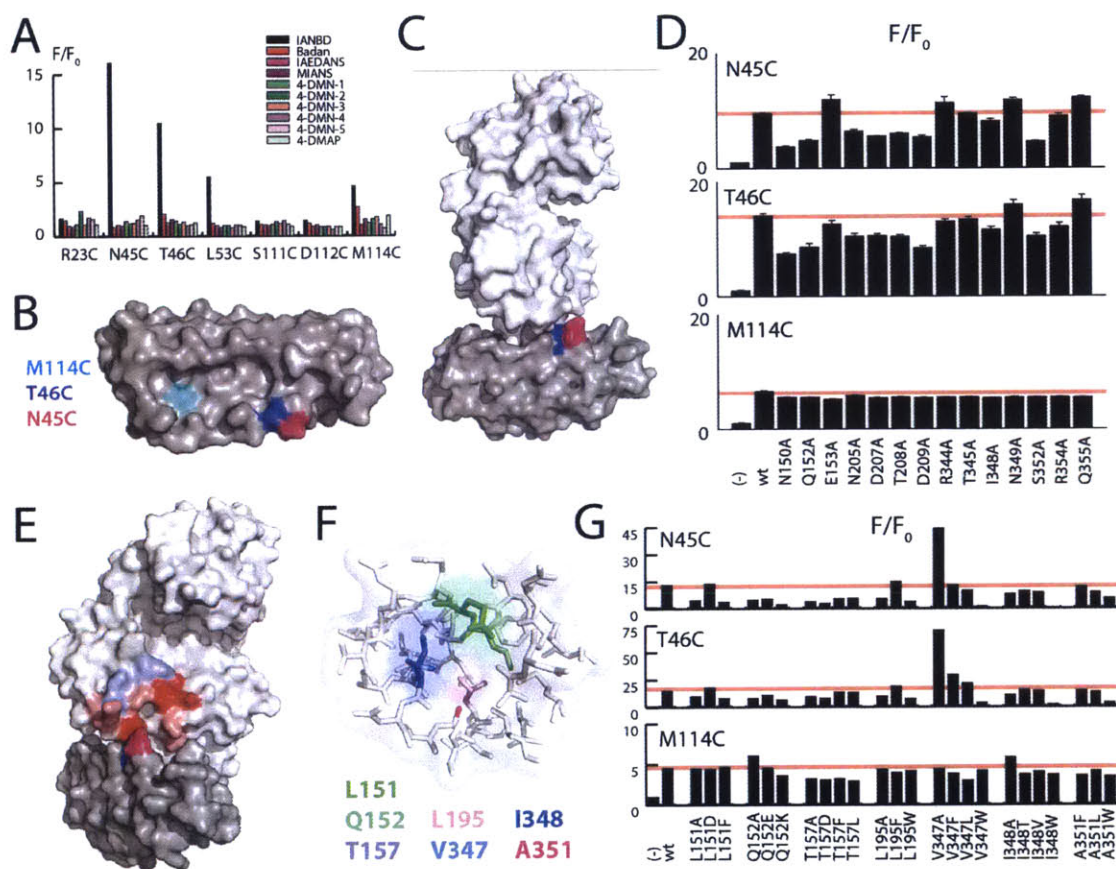 A
F/F0
15
10
5
0
R23C N45C T46C L53C S111C D112C M114C
IANBD
Badan
IAEDANS
MIANS
4-DMN-1
4-DMN-2
4-DMN-3
4-DMN-4
4-DMN-5
4-DMAP
B
M114C
T46C
N45C
C
D
F/F0
20
N45C
0
20
T46C
0
20
M114C
0
(-)
wt
N150A
Q152A
E153A
N205A
D207A
T208A
D209A
R344A
T345A
I348A
N349A
S352A
R354A
Q355A
E
F
L151
Q152 L195 I348
T157 V347 A351
G
F/F0
45
30
15
0
N45C
75
50
25
0
T46C
10
5
0
M114C
(-)
wt
L151A
L151D
L151F
Q152A
Q152E
Q152K
T157A
T157D
T157F
T157L
L195A
L195F
L195W
V347A
V347F
V347L
V347W
I348A
I348T
I348V
I348W
A351F
A351L
A351W